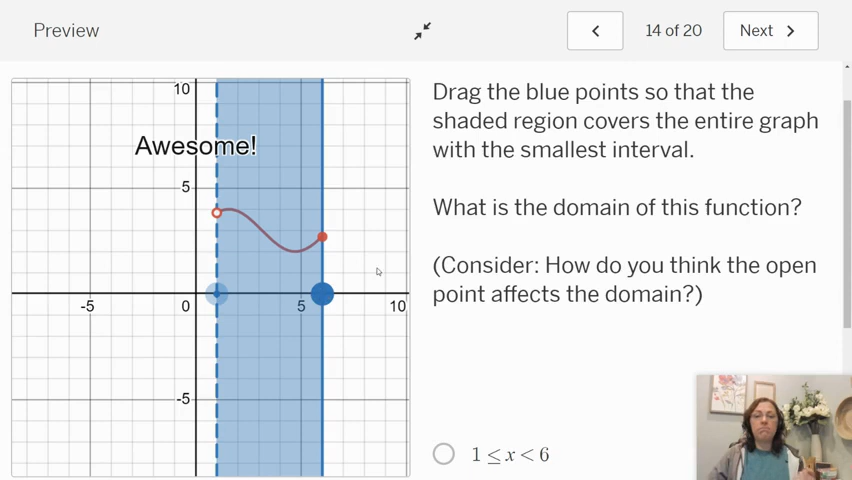 Preview
14 of 20
Next
10
Awesome!
5
-5
0
5
10
-5
Drag the blue points so that the
shaded region covers the entire graph
with the smallest interval.
What is the domain of this function?
(Consider: How do you think the open
point affects the domain?)
1 ≤ x < 6